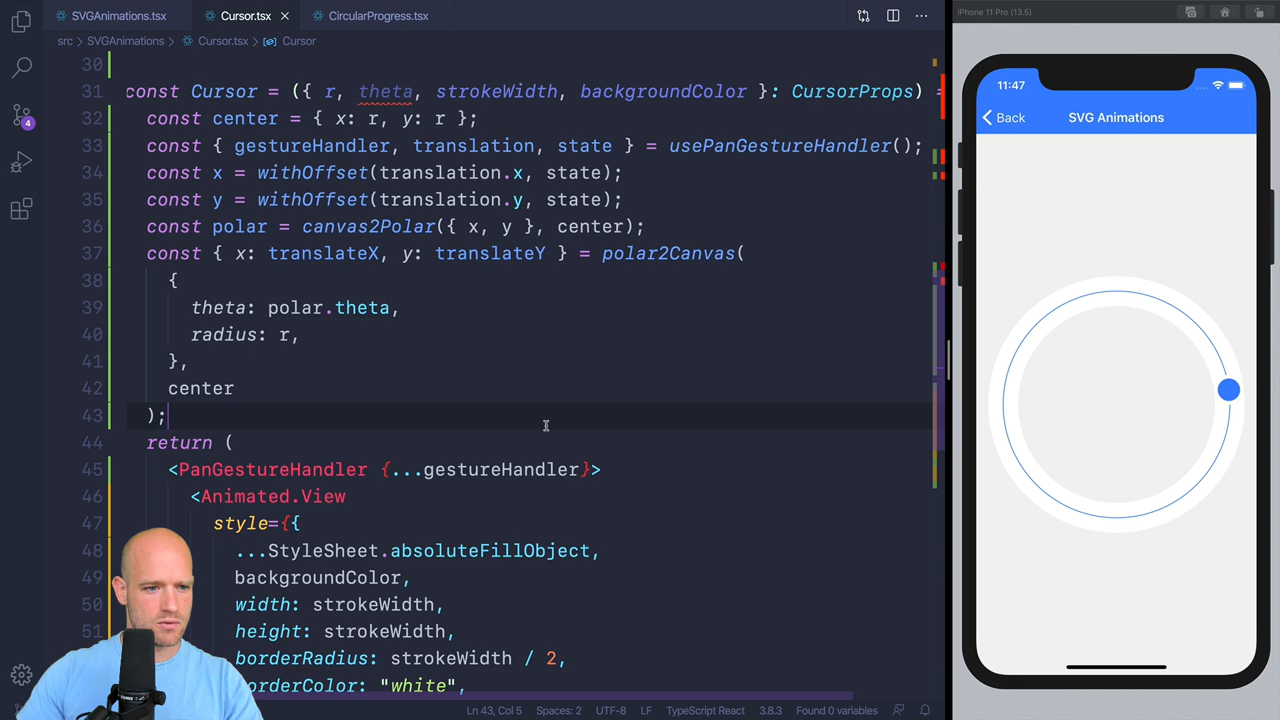 SVGAnimations.tsx
Cursor.tsx
CircularProgress.tsx
iPhone 11 Pro (13.5)
src › SVGAnimations › Cursor.tsx › Cursor
30
31 const Cursor = ({ r, theta, strokeWidth, backgroundColor }: CursorProps) =
32 const center = { x: r, y: r };
33 const { gestureHandler, translation, state } = usePanGestureHandler();
34 const x = withOffset(translation.x, state);
35 const y = withOffset(translation.y, state);
36 const polar = canvas2Polar({ x, y }, center);
37 const { x: translateX, y: translateY } = polar2Canvas(
38 {
39 theta: polar.theta,
40 radius: r,
41 },
42 center
43 );
44 return (
45 <PanGestureHandler {...gestureHandler}>
46 <Animated.View
47 style={{
48 ...StyleSheet.absoluteFillObject,
49 backgroundColor,
50 width: strokeWidth,
51 height: strokeWidth,
borderRadius: strokeWidth / 2,
borderColor: "white",
4
11:47
Back
SVG Animations
Ln 43, Col 5
Spaces: 2
UTF-8
LF
TypeScript React
3.8.3
Found 0 variables